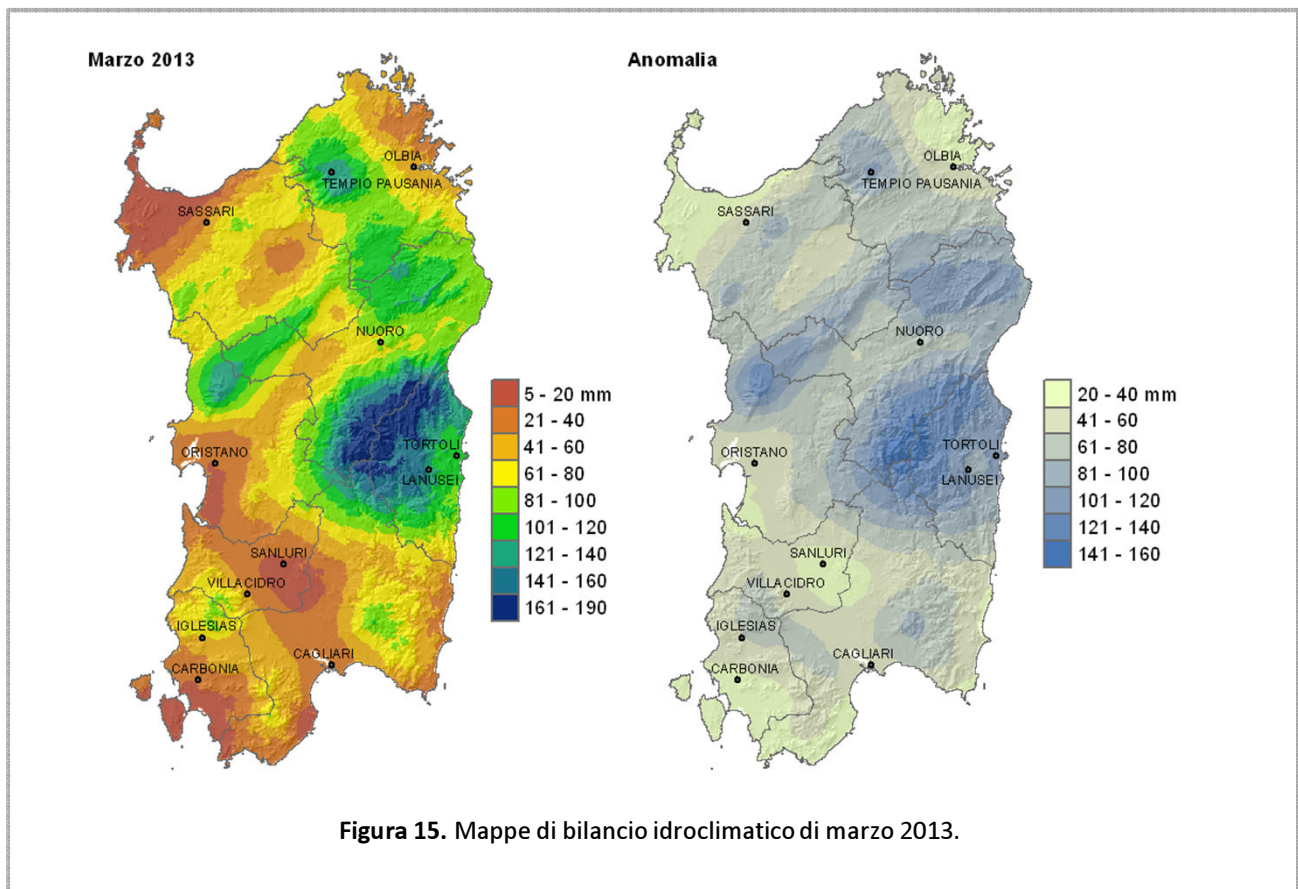 Marzo 2013
OLBIA
TEMPIO PAUSANIA
SASSARI
NUORO
ORISTANO
TORTOLI
LANUSEI
SANLURI
VILLACIDRO
IGLESIAS
CAGLIARI
CARBONIA
5 - 20 mm
21 - 40
41 - 60
61 - 80
81 - 100
101 - 120
121 - 140
141 - 160
161 - 190
Anomalia
OLBIA
TEMPIO PAUSANIA
SASSARI
NUORO
ORISTANO
TORTOLI
LANUSEI
SANLURI
VILLACIDRO
IGLESIAS
CAGLIARI
CARBONIA
20 - 40 mm
41 - 60
61 - 80
81 - 100
101 - 120
121 - 140
141 - 160
Figura 15. Mappe di bilancio idroclimatico di marzo 2013.